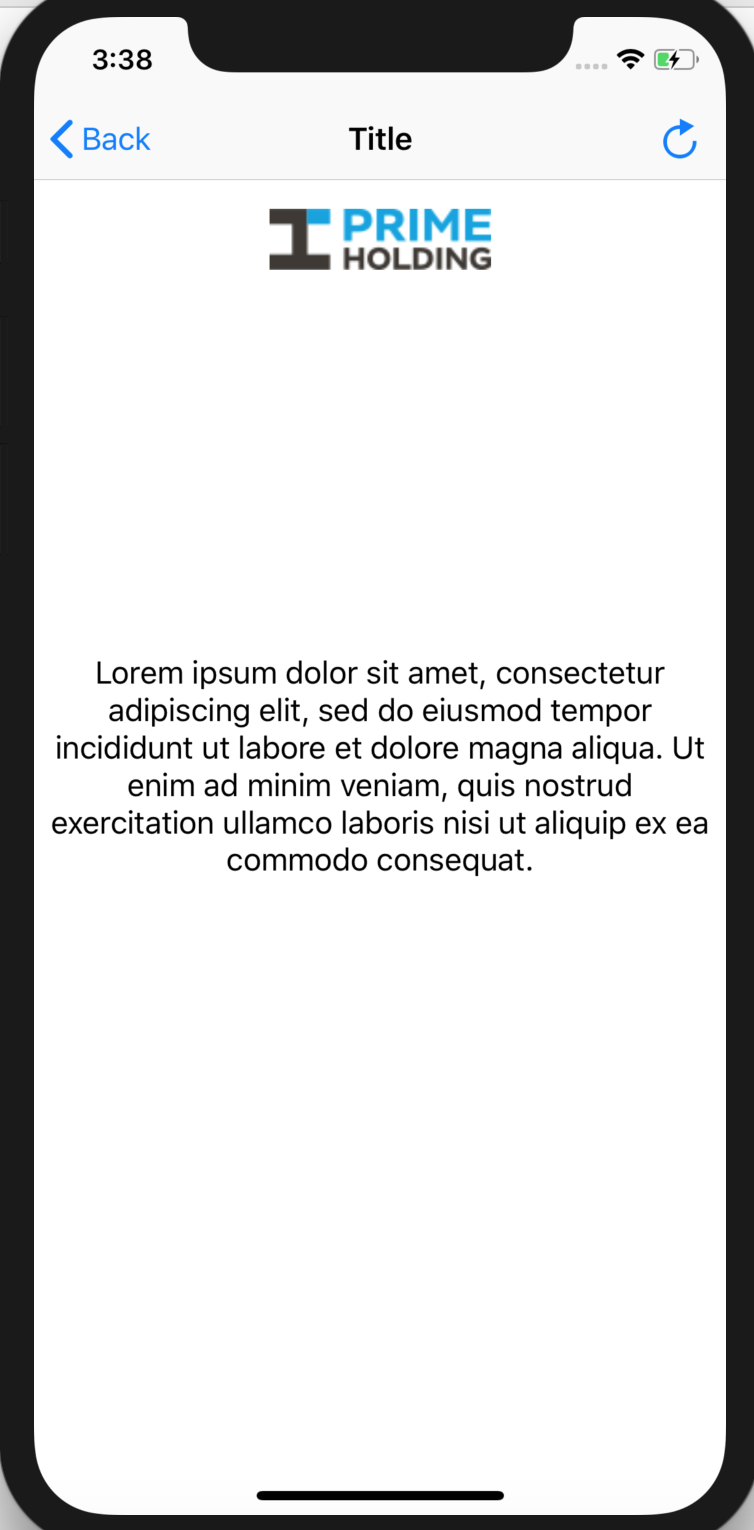 3:38
Back
Title
PRIME
HOLDING
Lorem ipsum dolor sit amet, consectetur
adipiscing elit, sed do eiusmod tempor
incididunt ut labore et dolore magna aliqua. Ut
enim ad minim veniam, quis nostrud
exercitation ullamco laboris nisi ut aliquip ex ea
commodo consequat.